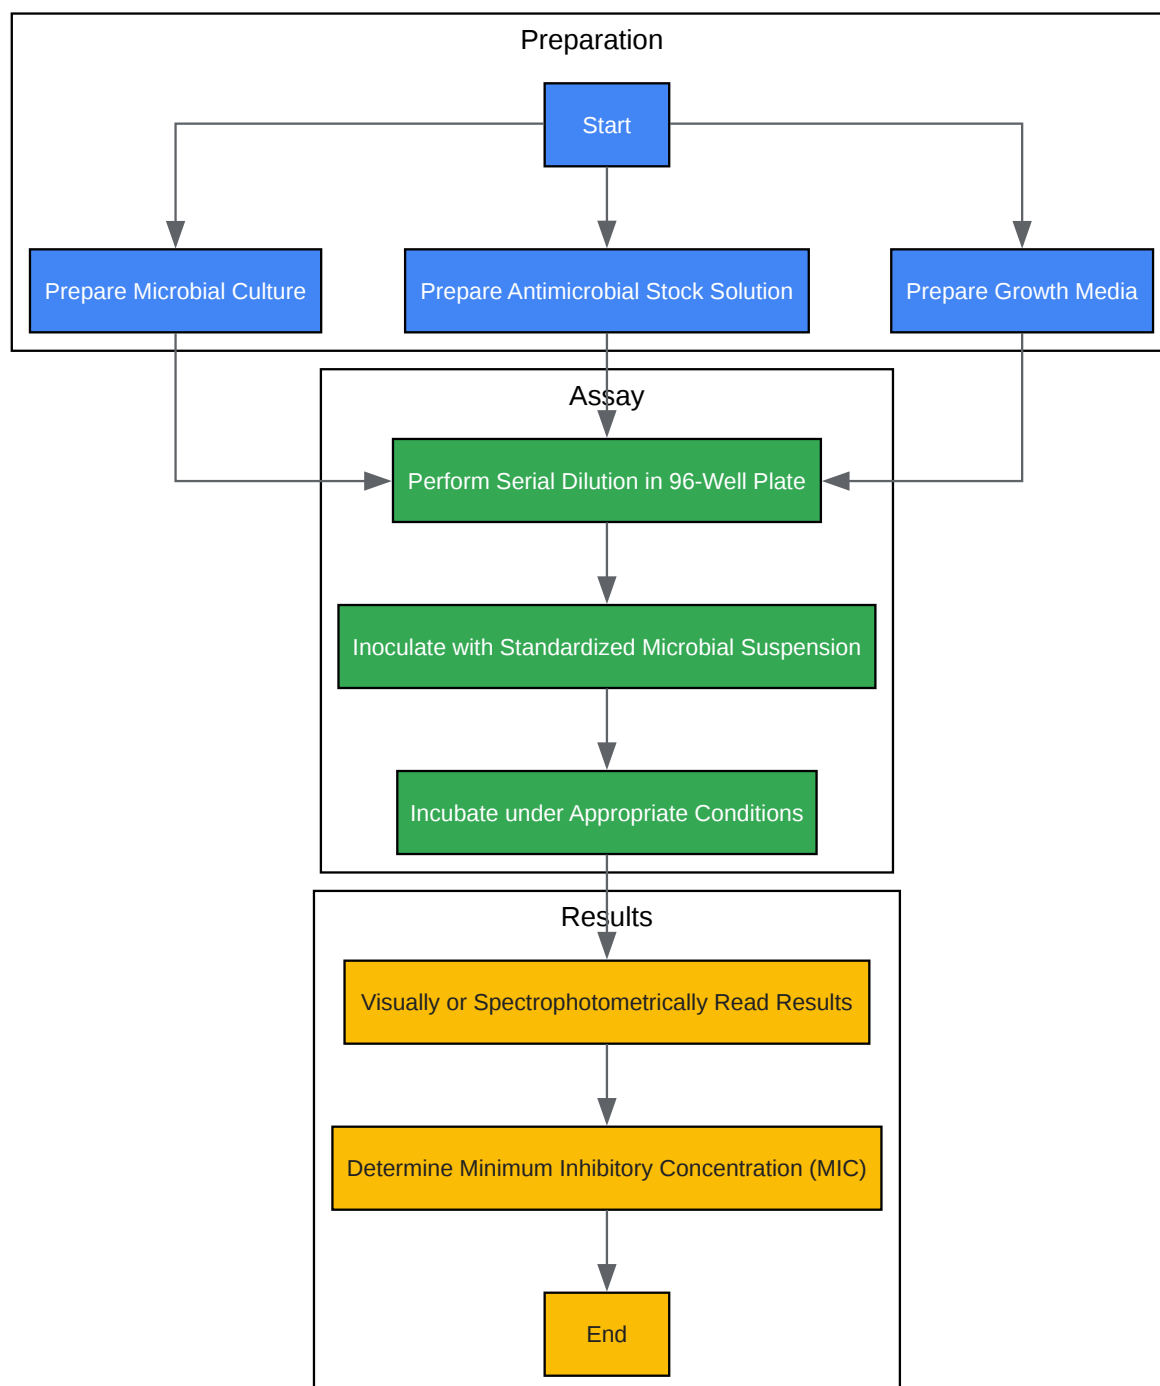 Preparation
Start
Prepare Microbial Culture
Prepare Antimicrobial Stock Solution
Prepare Growth Media
Assay
Perform Serial Dilution in 96-Well Plate
Inoculate with Standardized Microbial Suspension
Incubate under Appropriate Conditions
Results
Visually or Spectrophotometrically Read Results
Determine Minimum Inhibitory Concentration (MIC)
End